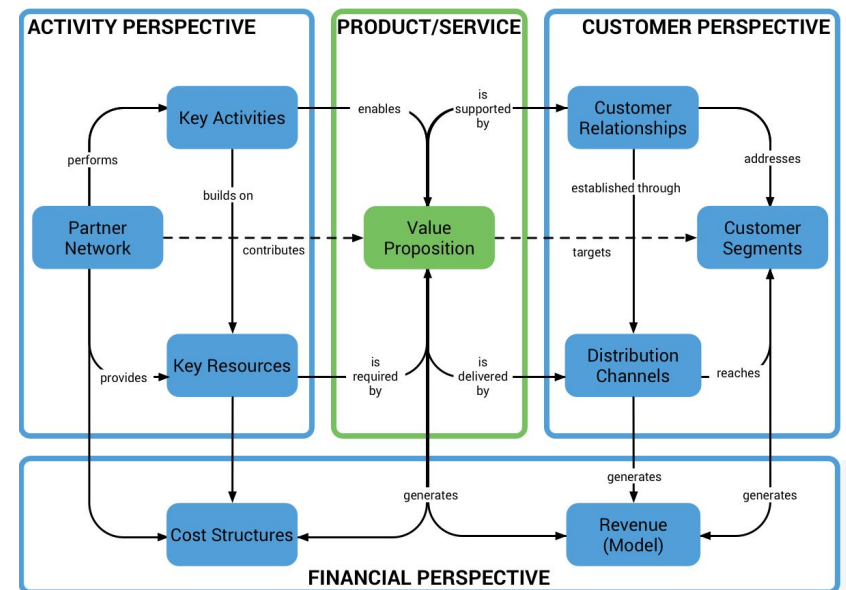 ACTIVITY PERSPECTIVE
PRODUCT/SERVICE
CUSTOMER PERSPECTIVE
Key Activities
enables
is
supported
by
Customer
Relationships
performs
builds on
established through
addresses
Partner
Network
contributes
Value
Proposition
targets
Customer
Segments
provides
Key Resources
is
required
by
is
delivered
by
Distribution
Channels
reaches
generates
generates
generates
Cost Structures
Revenue
(Model)
FINANCIAL PERSPECTIVE